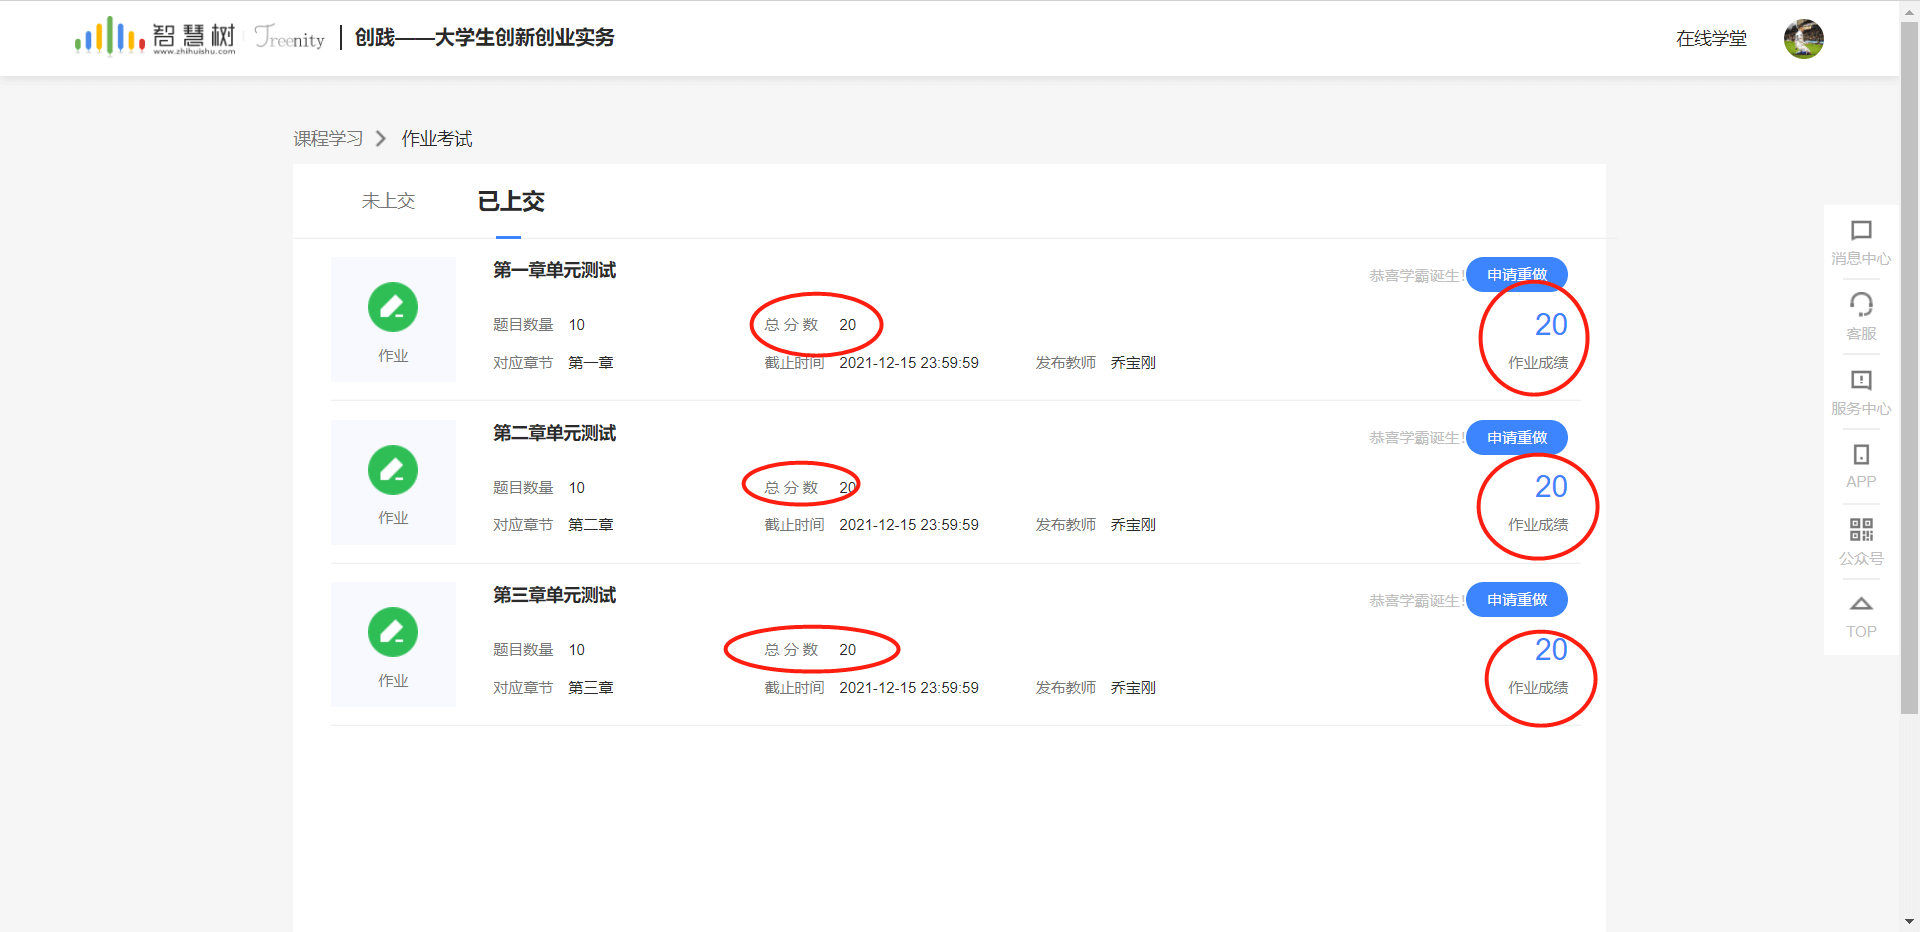 智慧树 Treenity 创践——大学生创新创业实务 在线学堂
www.zhihuishu.com
课程学习 作业考试
未上交 已上交
第一章单元测试 恭喜学霸诞生! 申请重做
题目数量 10 总分数 20 20
作业 对应章节 第一章 截止时间 2021-12-15 23:59:59 发布教师 乔宝刚 作业成绩
第二章单元测试 恭喜学霸诞生! 申请重做
题目数量 10 总分数 20 20
作业 对应章节 第二章 截止时间 2021-12-15 23:59:59 发布教师 乔宝刚 作业成绩
第三章单元测试 恭喜学霸诞生! 申请重做
题目数量 10 总分数 20 20
作业 对应章节 第三章 截止时间 2021-12-15 23:59:59 发布教师 乔宝刚 作业成绩
消息中心
客服
服务中心
APP
公众号
TOP